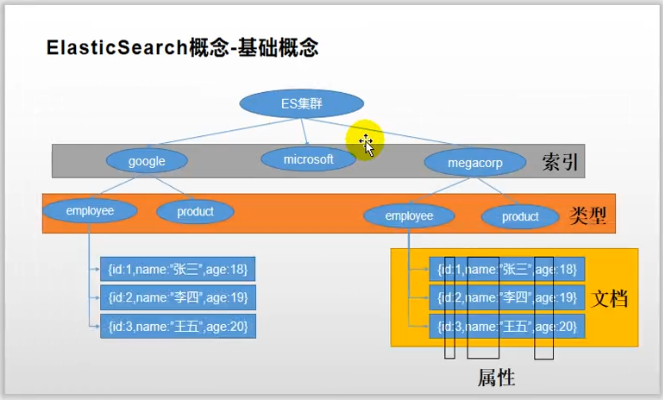 ElasticSearch概念-基础概念
ES集群
google microsoft megacorp 索引
employee product employee product 类型
{id:1,name:"张三",age:18} {id:1,name:"张三",age:18}
{id:2,name:"李四",age:19} {id:2,name:"李四",age:19} 文档
{id:3,name:"王五",age:20} {id:3,name:"王五",age:20}
属性